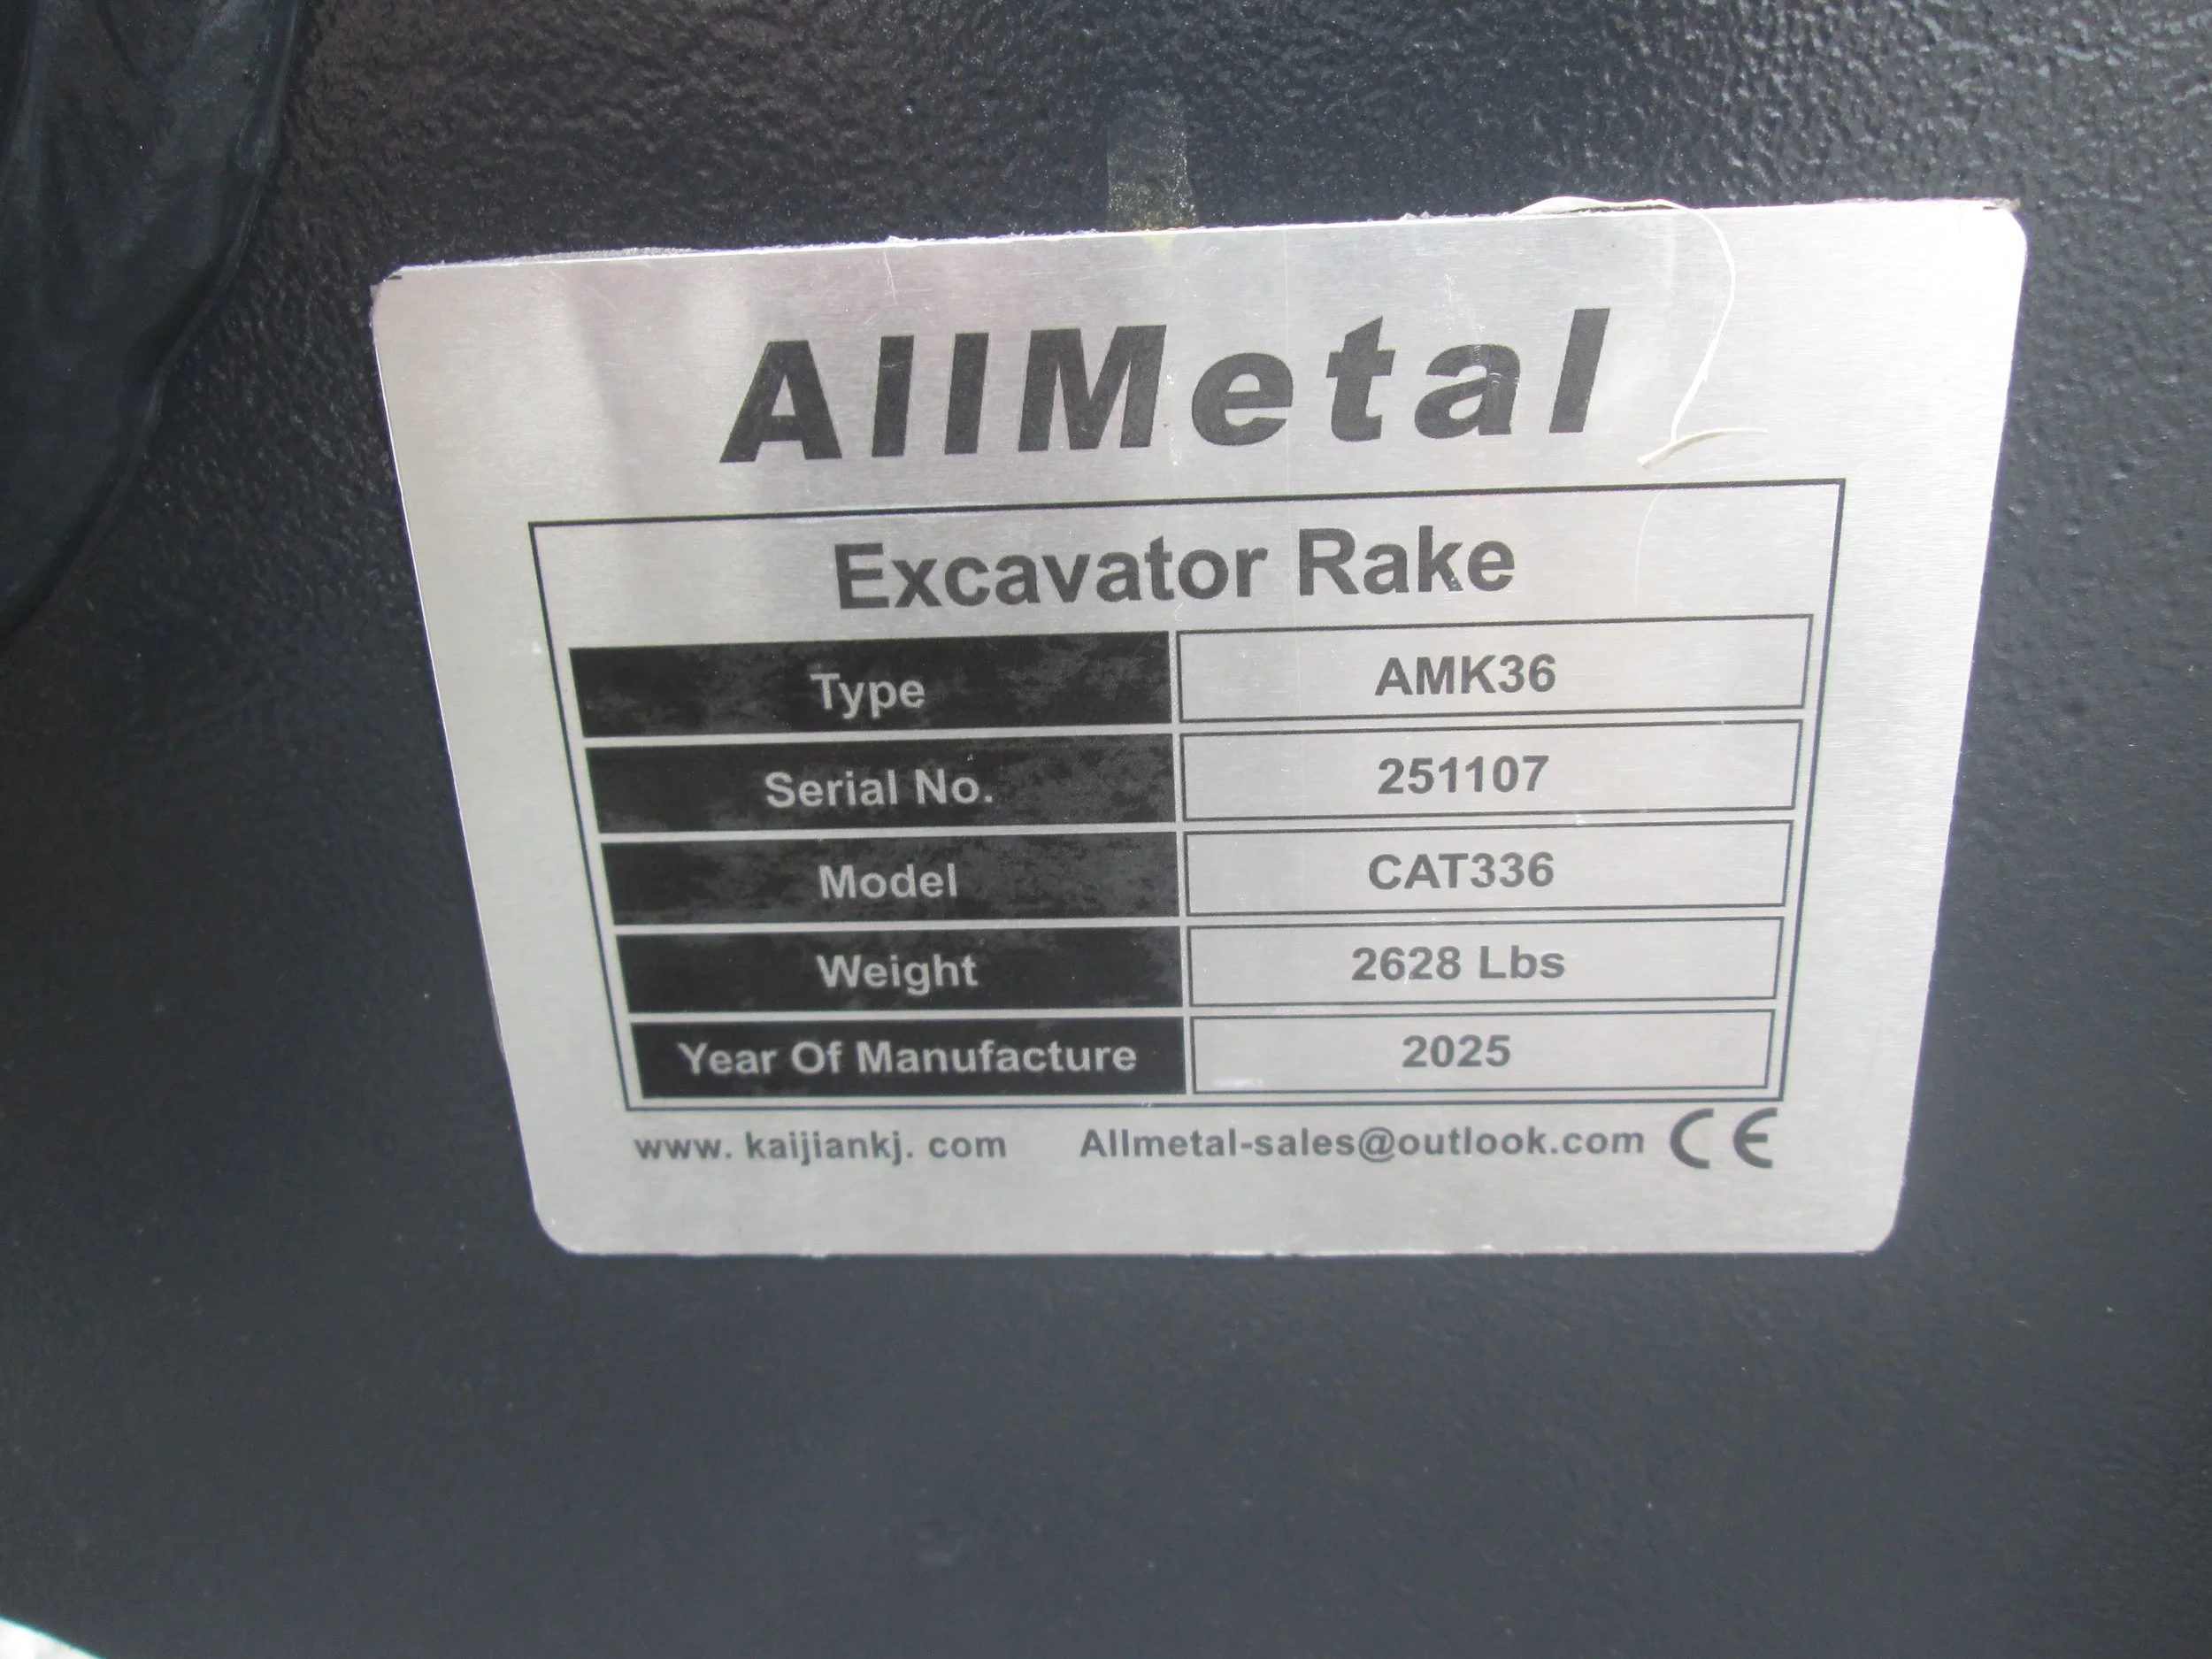 AllMetal
Excavator Rake
Type AMK36
Serial No. 251107
Model CAT336
Weight 2628 Lbs
Year Of Manufacture 2025
www. kaijiankj. com Allmetal-sales@outlook.com CE